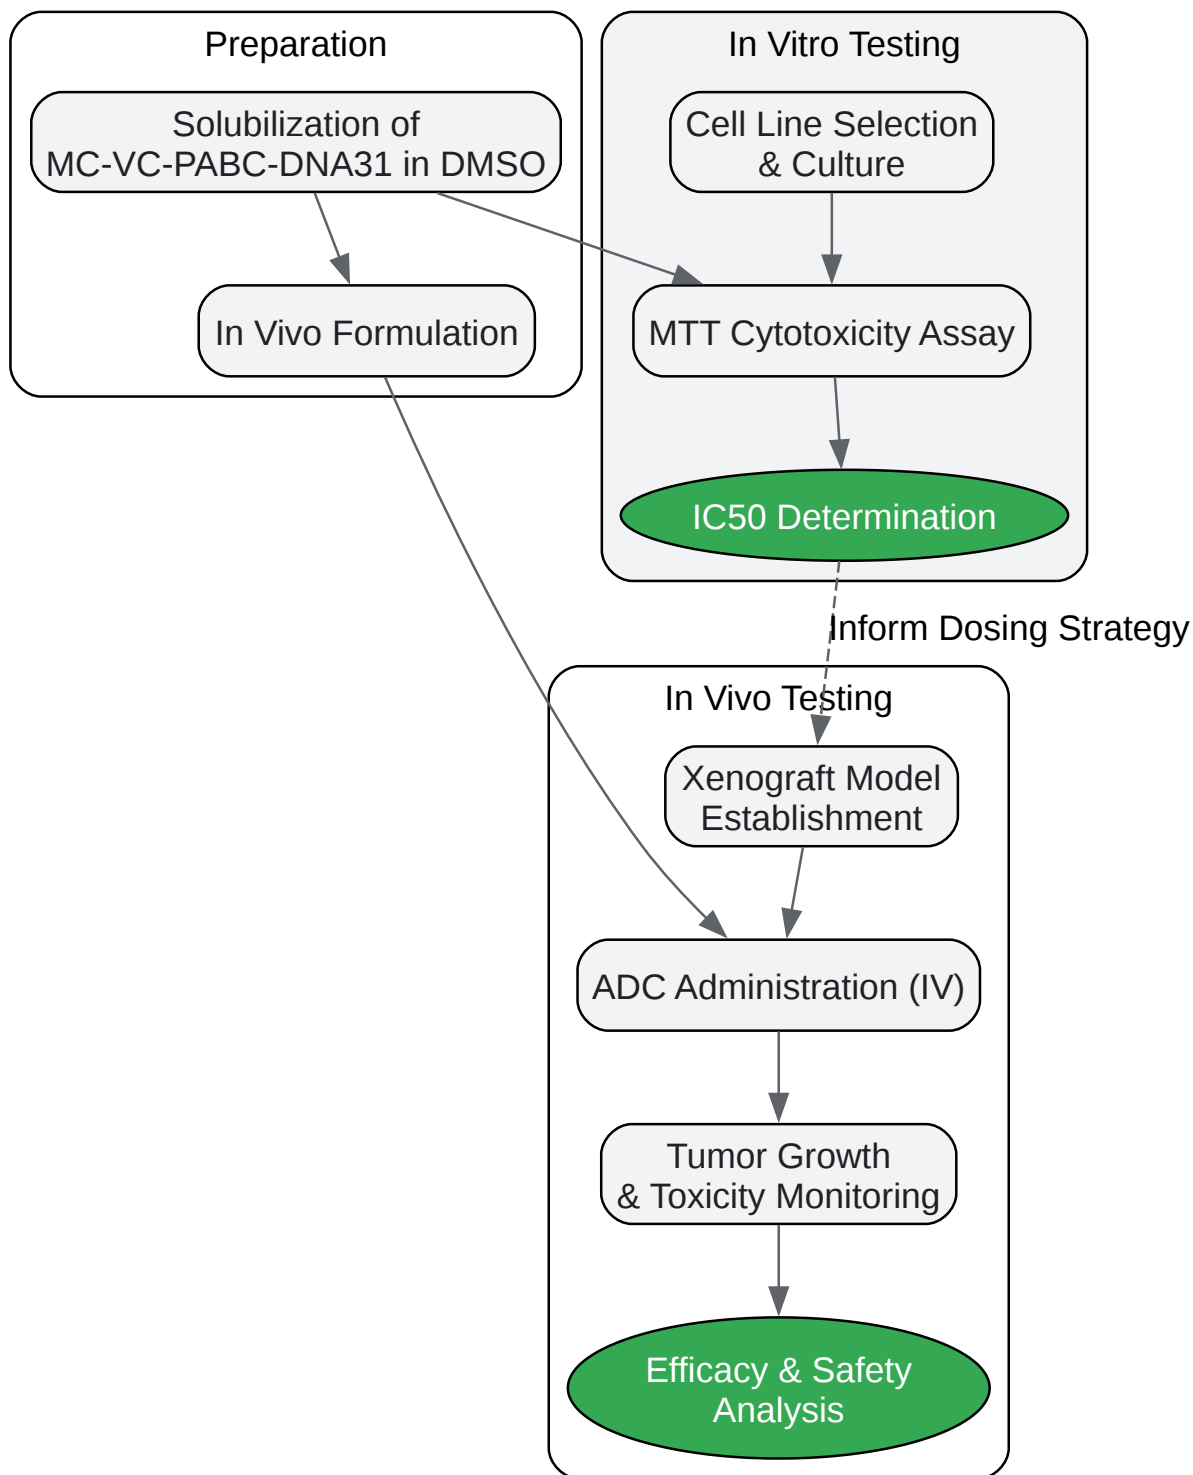 Preparation
Solubilization of
MC-VC-PABC-DNA31 in DMSO
In Vivo Formulation
In Vitro Testing
Cell Line Selection
& Culture
MTT Cytotoxicity Assay
IC50 Determination
Inform Dosing Strategy
In Vivo Testing
Xenograft Model
Establishment
ADC Administration (IV)
Tumor Growth
& Toxicity Monitoring
Efficacy & Safety
Analysis